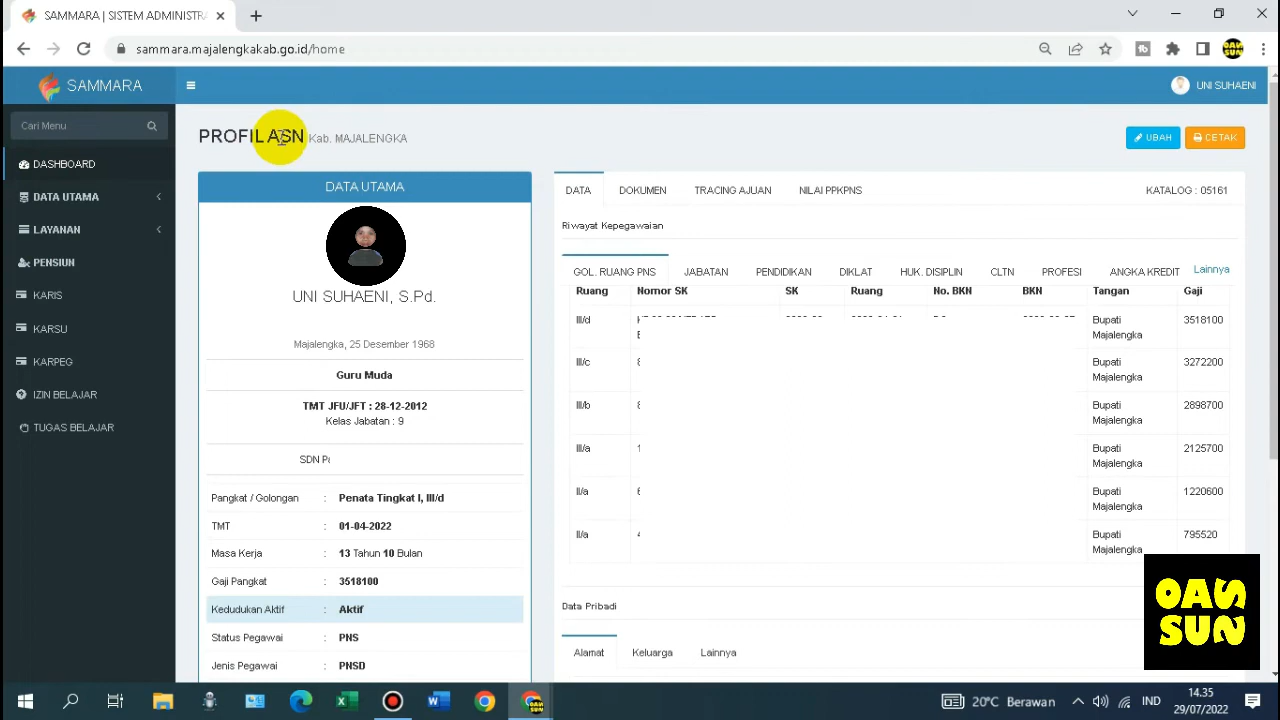 SAMMARA | SISTEM ADMINISTRA
sammara.majalengkakab.go.id/home
SAMMARA
UNI SUHAENI
Cari Menu
DASHBOARD
DATA UTAMA
LAYANAN
PENSIUN
KARIS
KARSU
KARPEG
IZIN BELAJAR
TUGAS BELAJAR
PROFIL ASN Kab. MAJALENGKA
UBAH
CETAK
DATA UTAMA
UNI SUHAENI, S.Pd.
Majalengka, 25 Desember 1968
Guru Muda
TMT JFU/JFT : 28-12-2012
Kelas Jabatan : 9
SDN
Pangkat / Golongan : Penata Tingkat I, III/d
TMT : 01-04-2022
Masa Kerja : 13 Tahun 10 Bulan
Gaji Pangkat : 3518100
Kedudukan Aktif : Aktif
Status Pegawai : PNS
Jenis Pegawai : PNSD
DATA DOKUMEN TRACING AJUAN NILAI PPKPNS KATALOG : 05161
Riwayat Kepegawaian
GOL. RUANG PNS JABATAN PENDIDIKAN DIKLAT HUK. DISIPLIN CLTN PROFESI ANGKA KREDIT Lainnya
Ruang Nomor SK SK Ruang No. BKN BKN Tangan Gaji
III/d Bupati Majalengka 3518100
III/c Bupati Majalengka 3272200
III/b Bupati Majalengka 2898700
III/a Bupati Majalengka 2125700
II/a Bupati Majalengka 1220600
II/a Bupati Majalengka 795520
Data Pribadi
Alamat Keluarga Lainnya
OAS
SUN
20°C Berawan
IND
14.35
29/07/2022